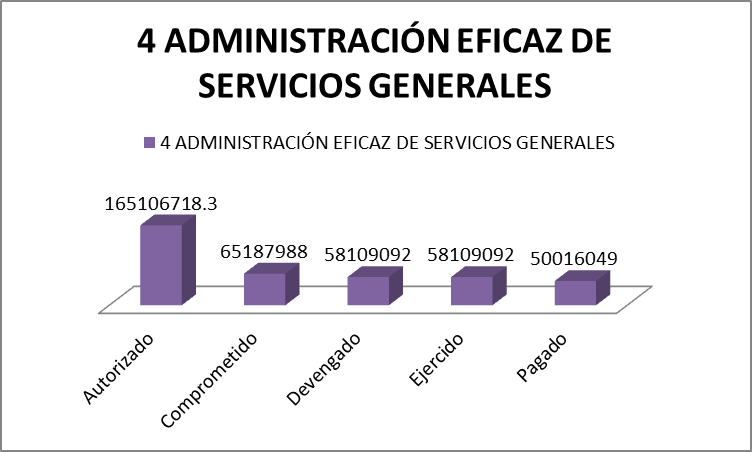 4 ADMINISTRACIÓN EFICAZ DE
SERVICIOS GENERALES
4 ADMINISTRACIÓN EFICAZ DE SERVICIOS GENERALES
165106718.3
65187988
58109092
58109092
50016049
Autorizado
Comprometido
Devengado
Ejercido
Pagado